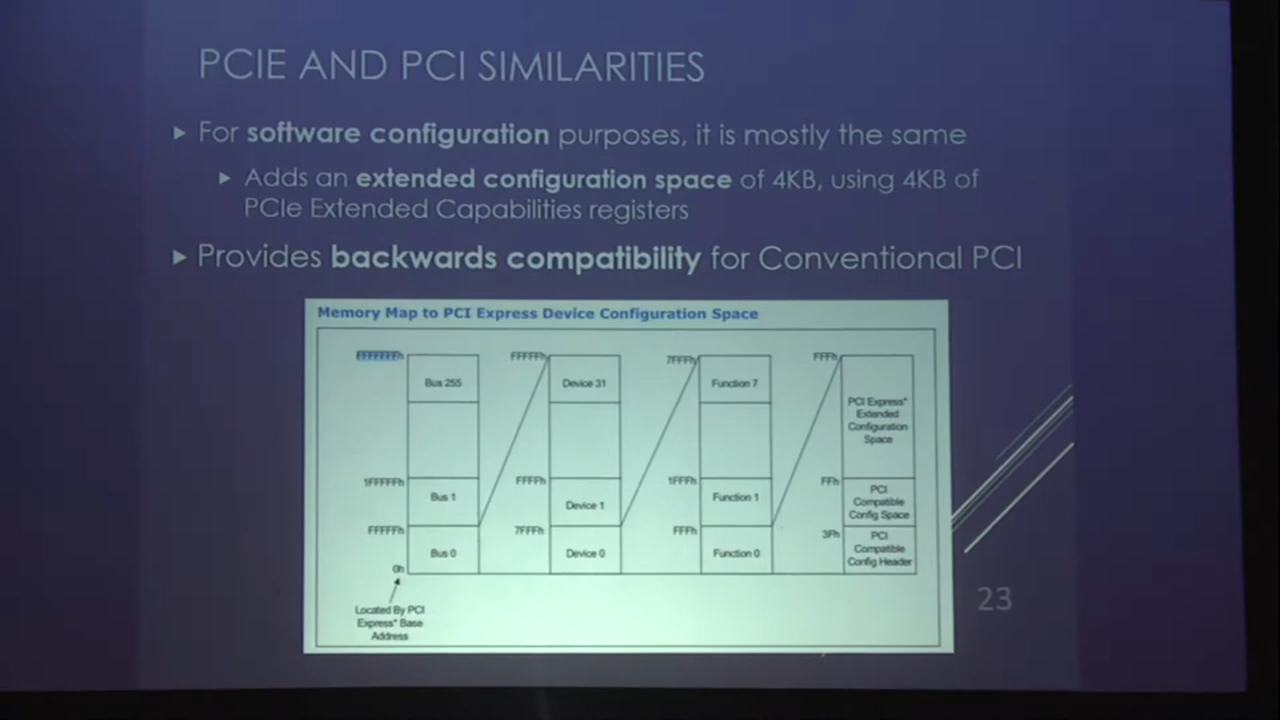 PCIE AND PCI SIMILARITIES
▸ For software configuration purposes, it is mostly the same
▸ Adds an extended configuration space of 4KB, using 4KB of
PCIe Extended Capabilities registers
▸ Provides backwards compatibility for Conventional PCI
Memory Map to PCI Express Device Configuration Space
FFFFFFFh
Bus 255
1FFFFFh
Bus 1
FFFFFh
Bus 0
0h
Located By PCI
Express* Base
Address
FFFFFh
Device 31
FFFFh
Device 1
7FFFh
Device 0
7FFFh
Function 7
1FFFh
Function 1
FFFh
Function 0
FFFh
PCI Express*
Extended
Configuration
Space
FFh
PCI
Compatible
Config Space
3Fh
PCI
Compatible
Config Header
23